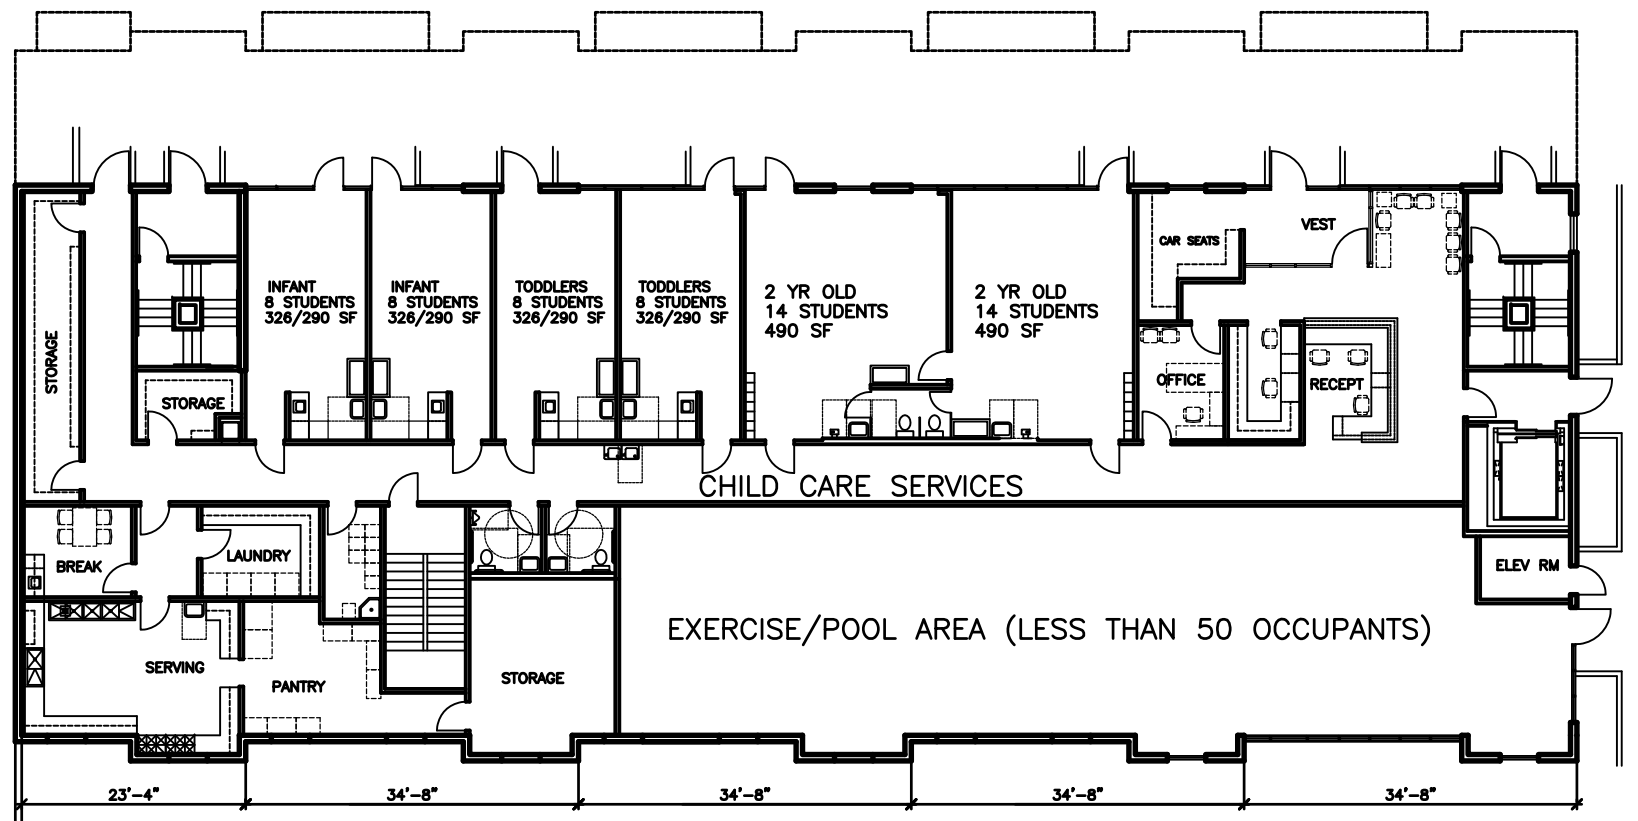 VEST
CAR SEATS
INFANT
8 STUDENTS
326/290 SF
INFANT
8 STUDENTS
326/290 SF
TODDLERS
8 STUDENTS
326/290 SF
TODDLERS
8 STUDENTS
326/290 SF
2 YR OLD
14 STUDENTS
490 SF
2 YR OLD
14 STUDENTS
490 SF
STORAGE
STORAGE
OFFICE
RECEPT
CHILD CARE SERVICES
BREAK
LAUNDRY
ELEV RM
EXERCISE/POOL AREA (LESS THAN 50 OCCUPANTS)
SERVING
PANTRY
STORAGE
23'-4"
34'-8"
34'-8"
34'-8"
34'-8"